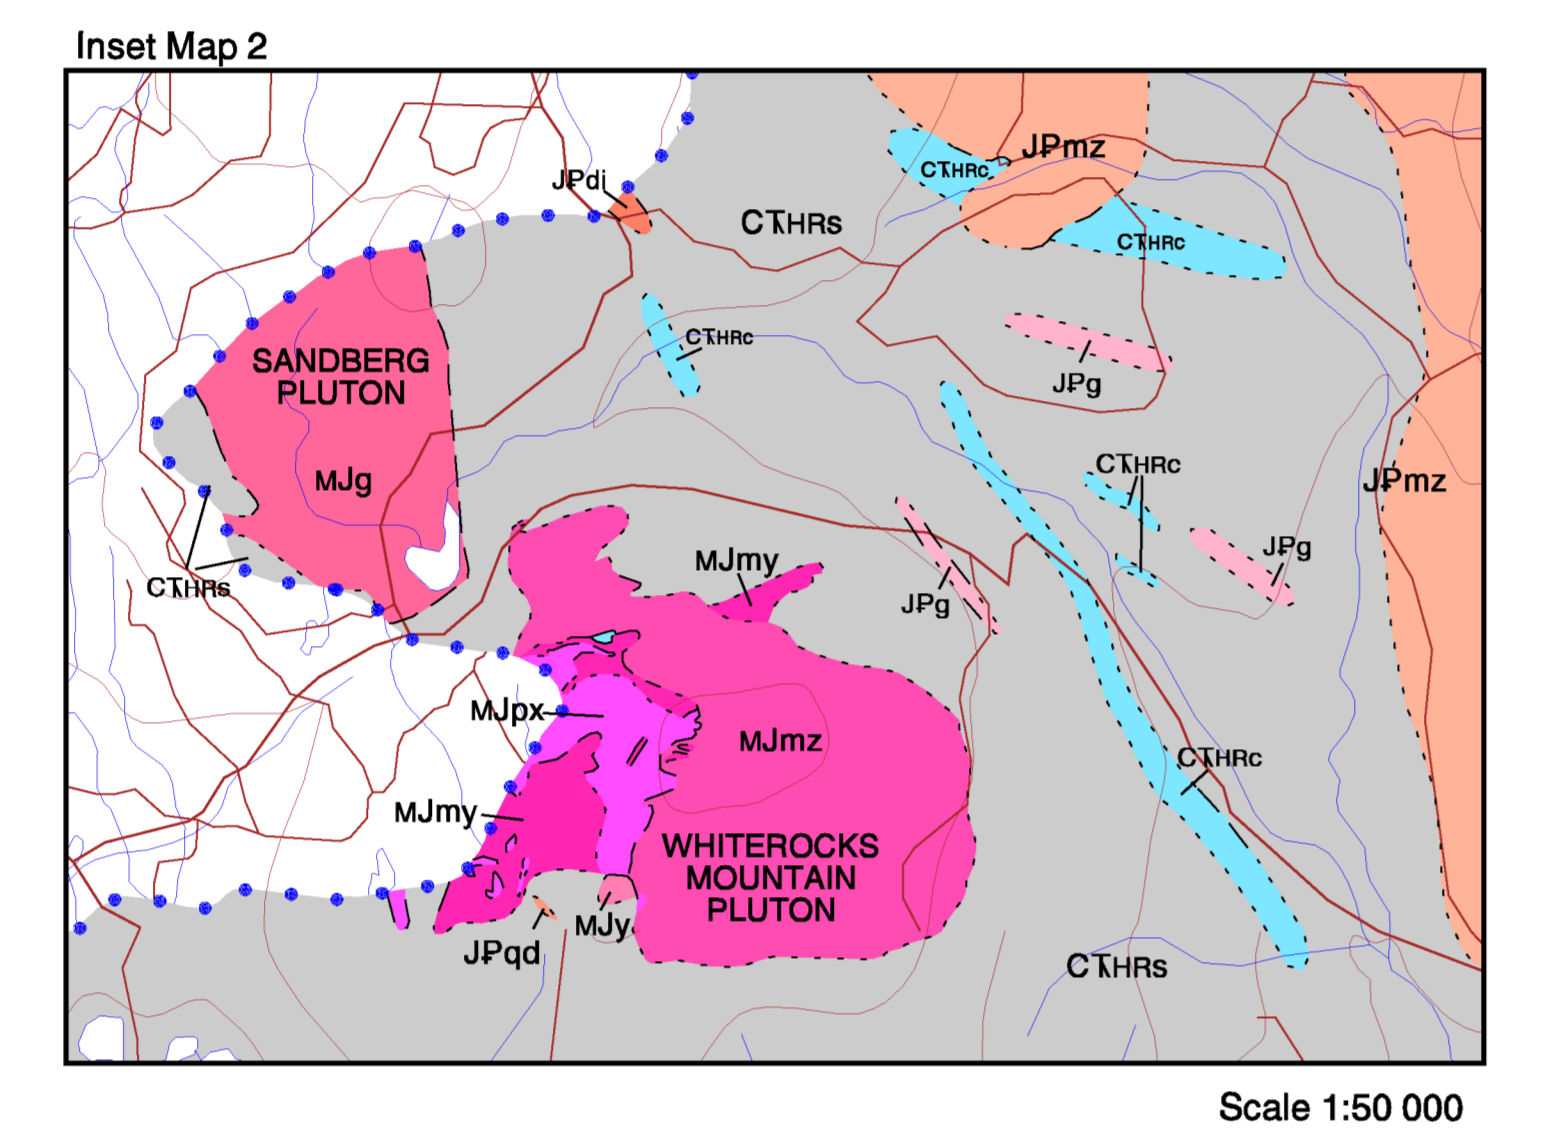 Inset Map 2
JPmz
CTHRc
JPdi
CTHRs
CTHRc
CTHRc
SANDBERG
PLUTON
JPg
MJg
CTHRc
JPmz
JPg
MJmy
CTHRs
JPg
MJpx
MJmz
CTHRc
MJmy
WHITEROCKS
MOUNTAIN
PLUTON
MJy
JPqd
CTHRs
Scale 1:50 000